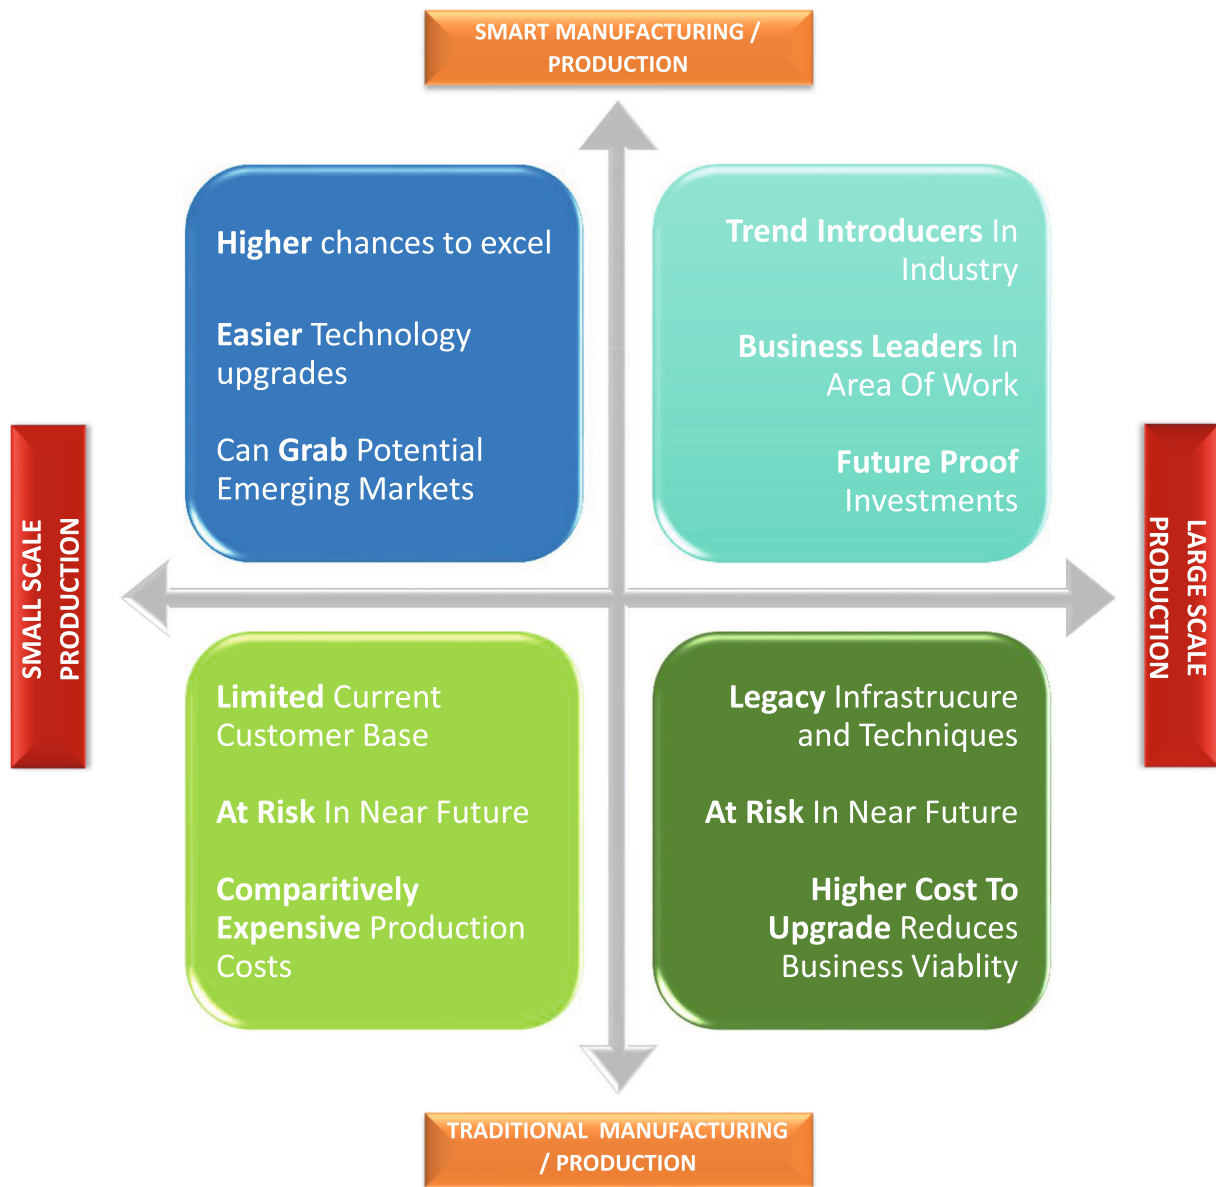 SMART MANUFACTURING /
PRODUCTION
Higher chances to excel
Easier Technology
upgrades
Can Grab Potential
Emerging Markets
Trend Introducers In
Industry
Business Leaders In
Area Of Work
Future Proof
Investments
SMALL SCALE
PRODUCTION
LARGE SCALE
PRODUCTION
Limited Current
Customer Base
At Risk In Near Future
Comparitively
Expensive Production
Costs
Legacy Infrastrucure
and Techniques
At Risk In Near Future
Higher Cost To
Upgrade Reduces
Business Viablity
TRADITIONAL MANUFACTURING
/ PRODUCTION